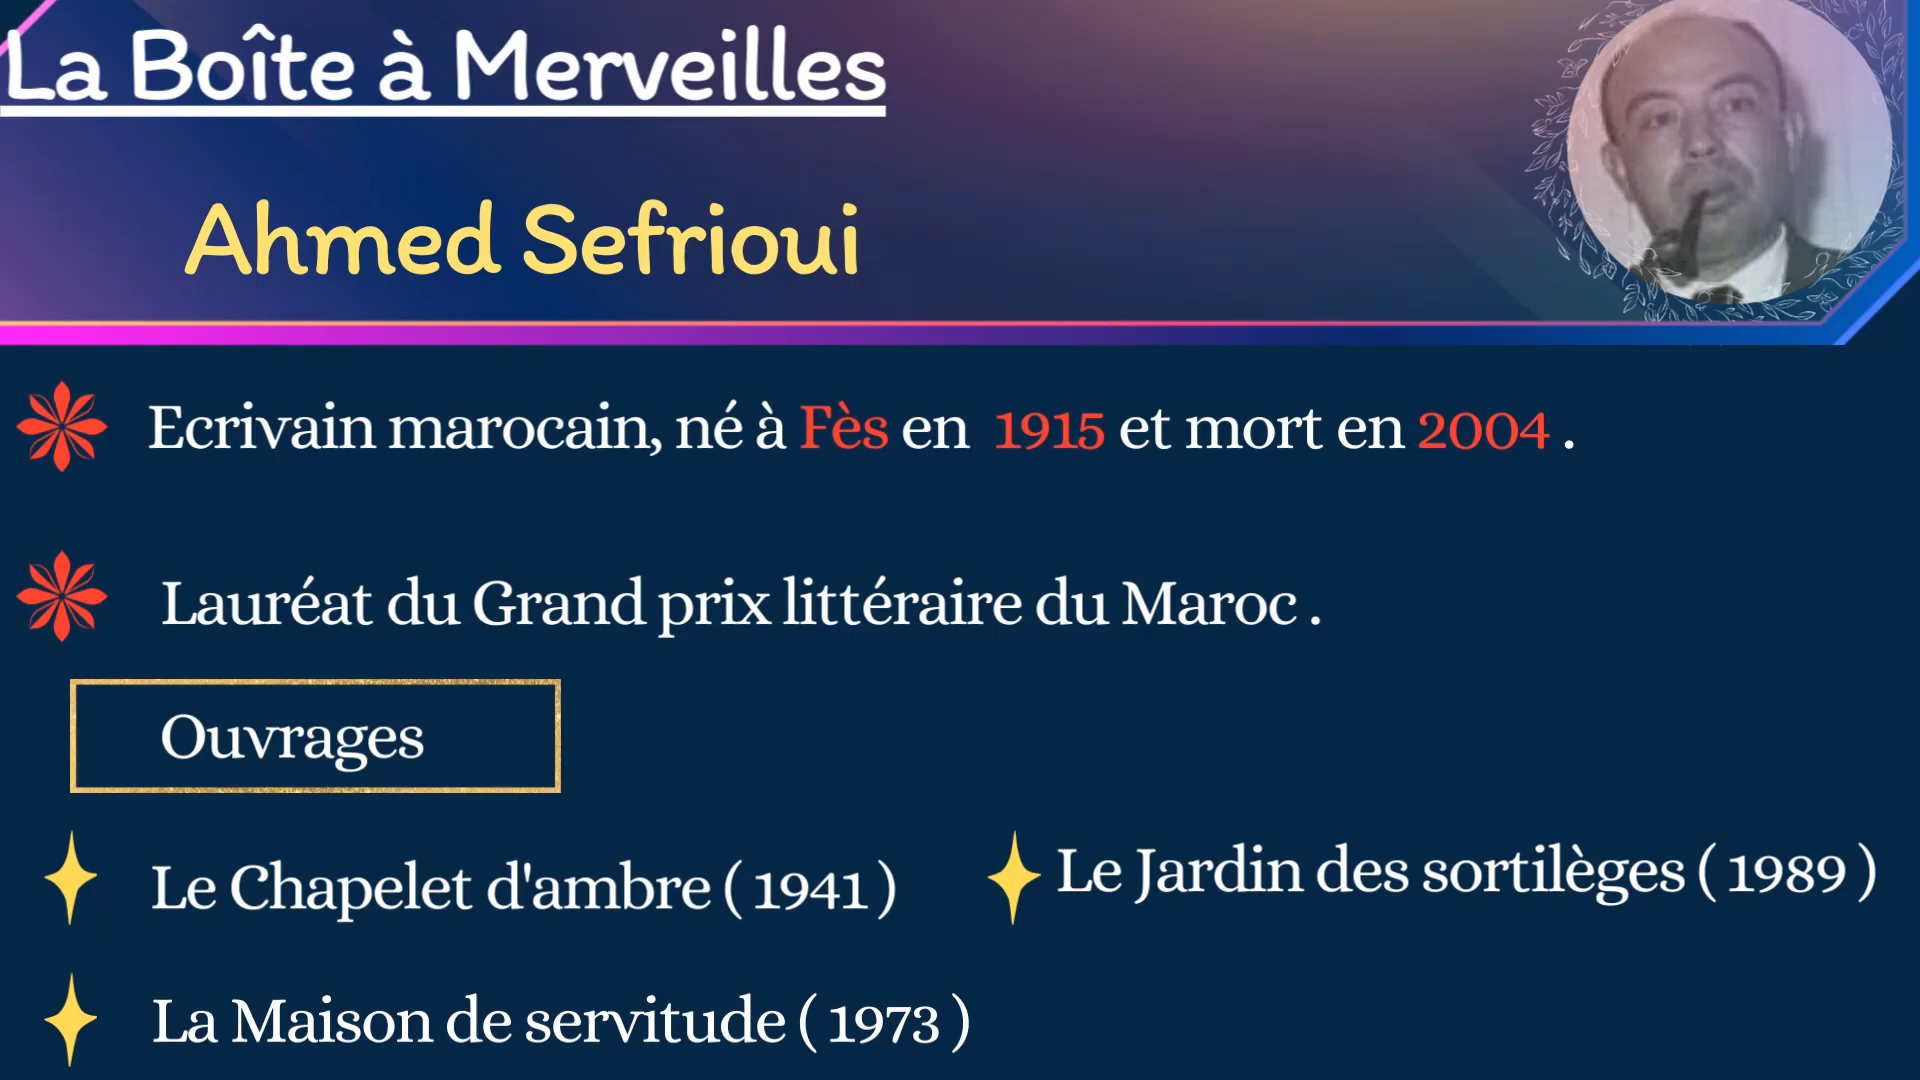 La Boîte à Merveilles
Ahmed Sefrioui
Ecrivain marocain, né à Fès en 1915 et mort en 2004 .
Lauréat du Grand prix littéraire du Maroc .
Ouvrages
Le Chapelet d'ambre ( 1941 )
Le Jardin des sortilèges ( 1989 )
La Maison de servitude ( 1973 )